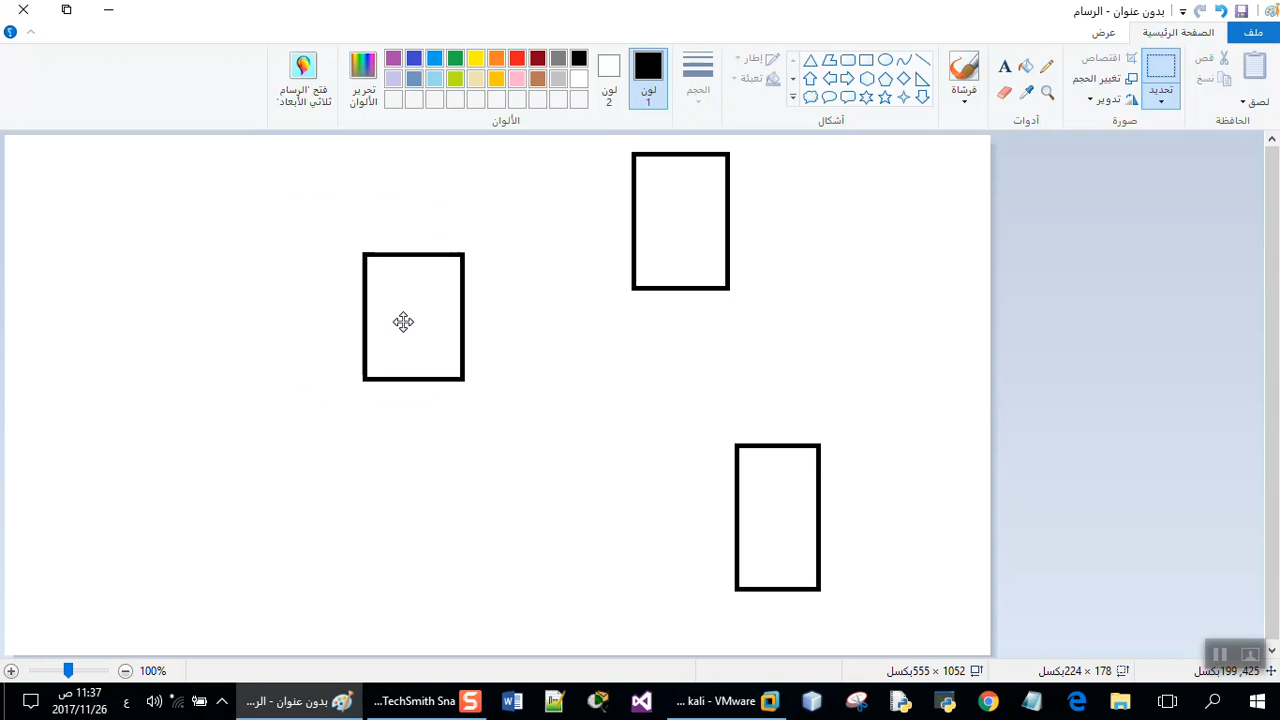 بدون عنوان - الرسام
ملف
الصفحة الرئيسية
عرض
لصق
قص
نسخ
الحافظة
تحديد
اقتصاص
تغيير الحجم
تدوير
صورة
أدوات
فرشاة
إطار
تعبئة
أشكال
الحجم
لون
1
لون
2
تحرير
الألوان
الألوان
فتح 'الرسام
ثلاثي الأبعاد'
100%
1052 × 555بكسل
178 × 224بكسل
199, 425بكسل
11:37 ص
2017/11/26
ع
بدون عنوان - الر...
TechSmith Sna...
kali - VMware ...